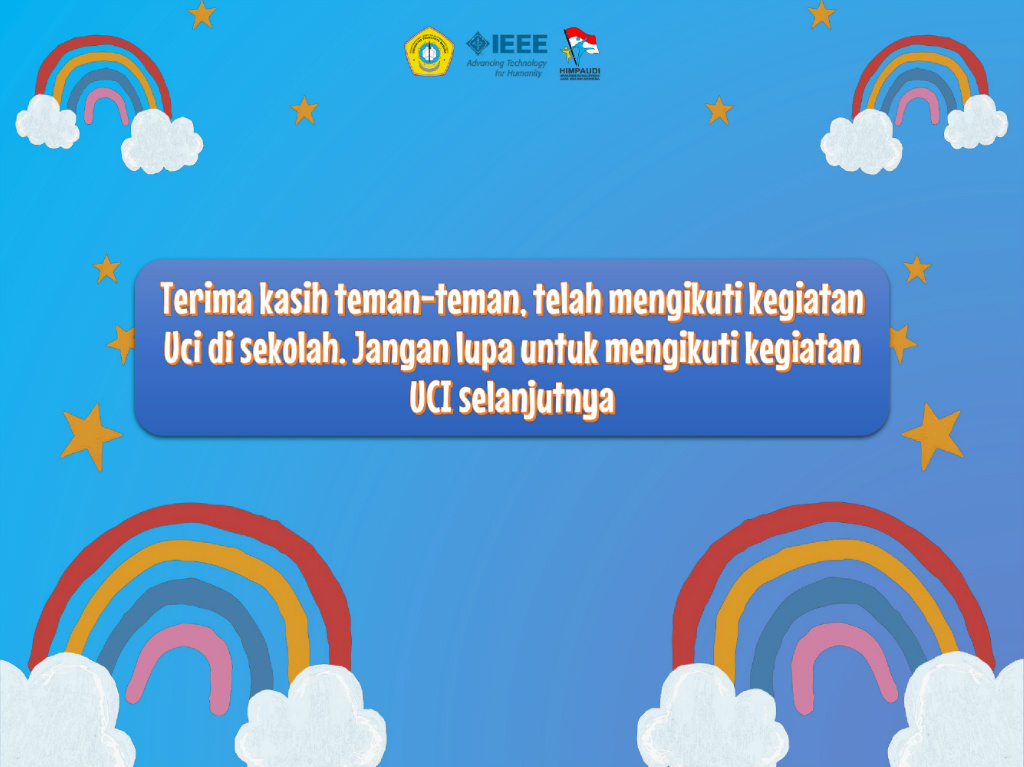 IEEE
Advancing Technology
for Humanity
HIMPAUDI
Terima kasih teman-teman, telah mengikuti kegiatan
Uci di sekolah. Jangan lupa untuk mengikuti kegiatan
UCI selanjutnya